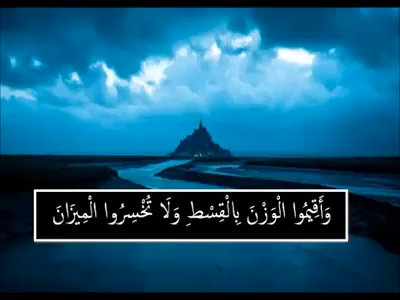 وَأَقِيمُوا الْوَزْنَ بِالْقِسْطِ وَلَا تُخْسِرُوا الْمِيزَانَ